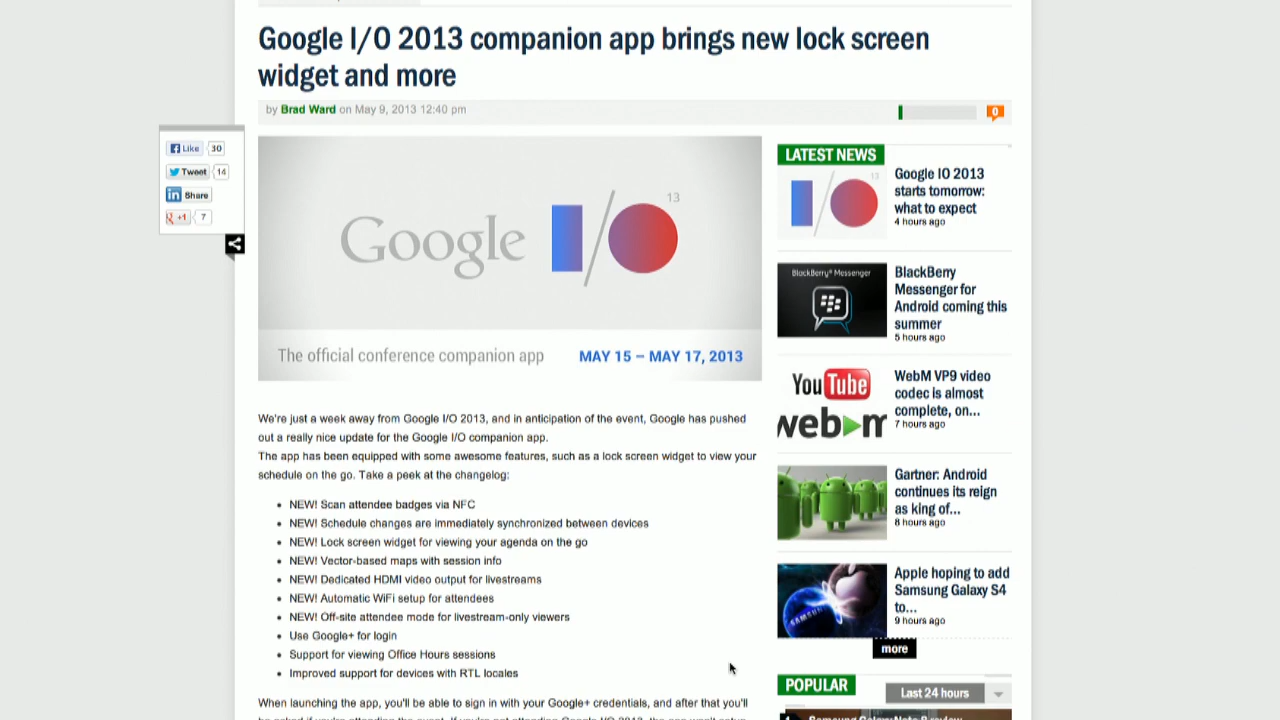 Google I/O 2013 companion app brings new lock screen
widget and more
by Brad Ward on May 9, 2013 12:40 pm
0
Like 30
Tweet 14
in Share
g +1 7
Google I/O 13
The official conference companion app MAY 15 – MAY 17, 2013
We're just a week away from Google I/O 2013, and in anticipation of the event, Google has pushed
out a really nice update for the Google I/O companion app.
The app has been equipped with some awesome features, such as a lock screen widget to view your
schedule on the go. Take a peek at the changelog:
• NEW! Scan attendee badges via NFC
• NEW! Schedule changes are immediately synchronized between devices
• NEW! Lock screen widget for viewing your agenda on the go
• NEW! Vector-based maps with session info
• NEW! Dedicated HDMI video output for livestreams
• NEW! Automatic WiFi setup for attendees
• NEW! Off-site attendee mode for livestream-only viewers
• Use Google+ for login
• Support for viewing Office Hours sessions
• Improved support for devices with RTL locales
When launching the app, you'll be able to sign in with your Google+ credentials, and after that you'll
LATEST NEWS
13
Google IO 2013
starts tomorrow:
what to expect
4 hours ago
BlackBerry Messenger
BlackBerry
Messenger for
Android coming this
summer
5 hours ago
YouTube
webm
WebM VP9 video
codec is almost
complete, on...
7 hours ago
Gartner: Android
continues its reign
as king of...
8 hours ago
SAMSUNG
Apple hoping to add
Samsung Galaxy S4
to...
9 hours ago
more
POPULAR
Last 24 hours